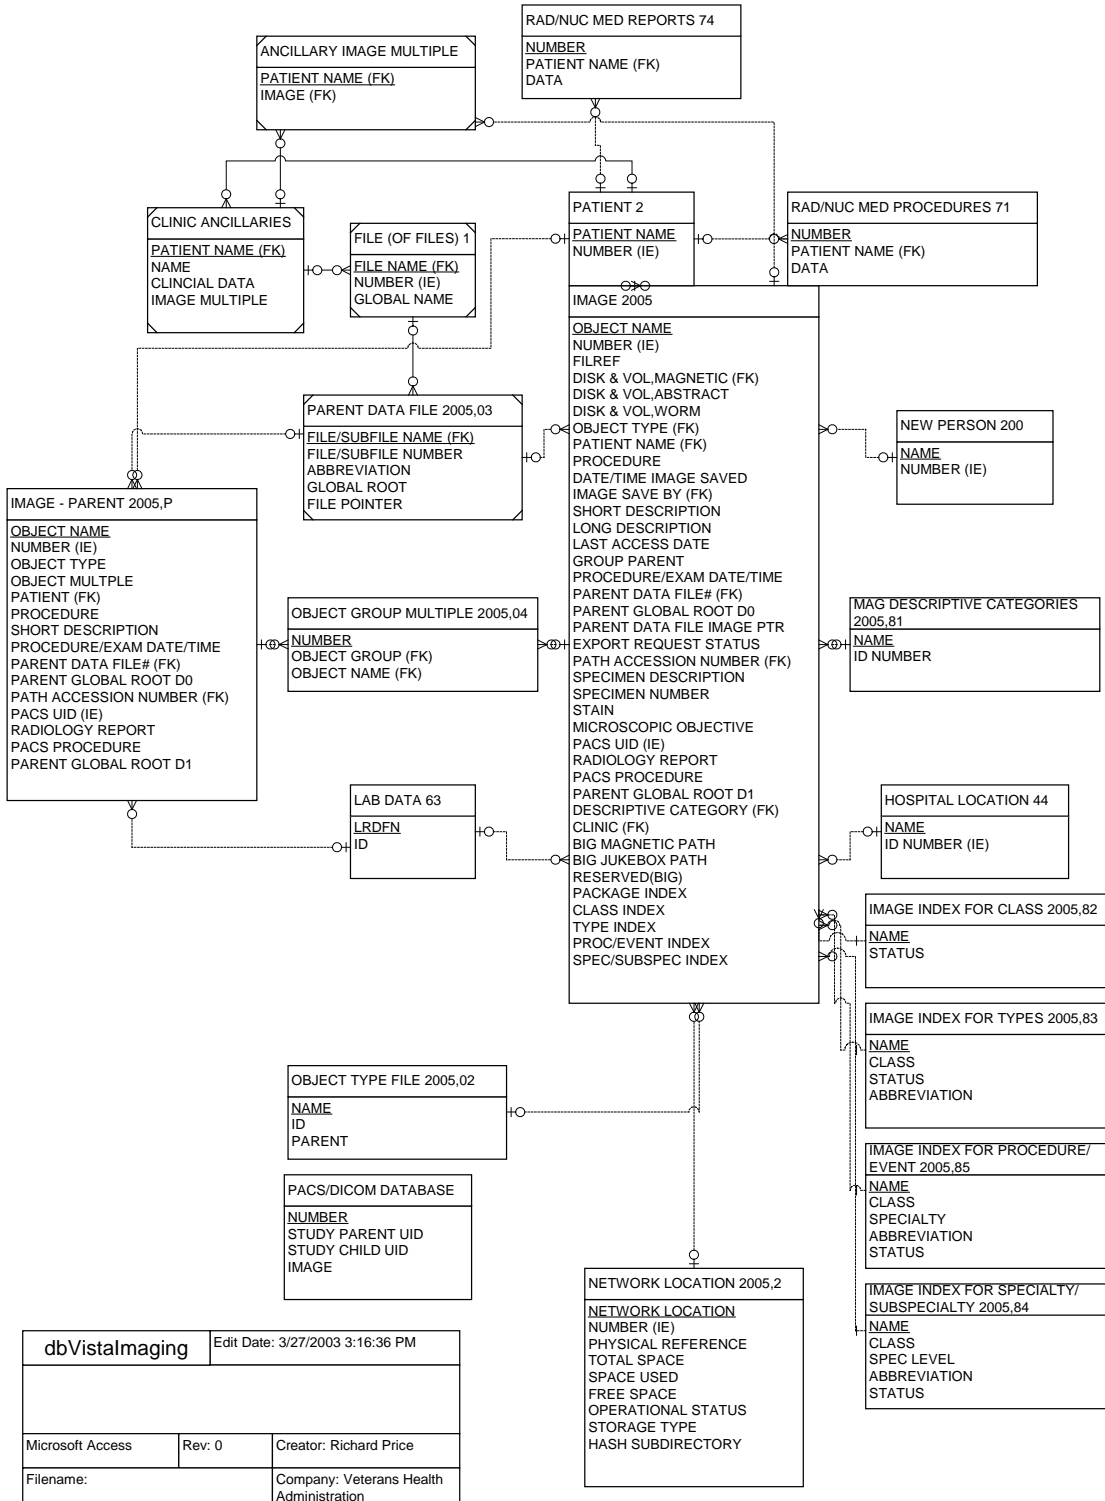 RAD/NUC MED REPORTS 74
NUMBER
PATIENT NAME (FK)
DATA
ANCILLARY IMAGE MULTIPLE
PATIENT NAME (FK)
IMAGE (FK)
CLINIC ANCILLARIES
PATIENT NAME (FK)
NAME
CLINCIAL DATA
IMAGE MULTIPLE
FILE (OF FILES) 1
FILE NAME (FK)
NUMBER (IE)
GLOBAL NAME
PATIENT 2
PATIENT NAME
NUMBER (IE)
RAD/NUC MED PROCEDURES 71
NUMBER
PATIENT NAME (FK)
DATA
IMAGE 2005
OBJECT NAME
NUMBER (IE)
FILREF
DISK & VOL,MAGNETIC (FK)
DISK & VOL,ABSTRACT
DISK & VOL,WORM
OBJECT TYPE (FK)
PATIENT NAME (FK)
PROCEDURE
DATE/TIME IMAGE SAVED
IMAGE SAVE BY (FK)
SHORT DESCRIPTION
LONG DESCRIPTION
LAST ACCESS DATE
GROUP PARENT
PROCEDURE/EXAM DATE/TIME
PARENT DATA FILE# (FK)
PARENT GLOBAL ROOT D0
PARENT DATA FILE IMAGE PTR
EXPORT REQUEST STATUS
PATH ACCESSION NUMBER (FK)
SPECIMEN DESCRIPTION
SPECIMEN NUMBER
STAIN
MICROSCOPIC OBJECTIVE
PACS UID (IE)
RADIOLOGY REPORT
PACS PROCEDURE
PARENT GLOBAL ROOT D1
DESCRIPTIVE CATEGORY (FK)
CLINIC (FK)
BIG MAGNETIC PATH
BIG JUKEBOX PATH
RESERVED(BIG)
PACKAGE INDEX
CLASS INDEX
TYPE INDEX
PROC/EVENT INDEX
SPEC/SUBSPEC INDEX
PARENT DATA FILE 2005,03
FILE/SUBFILE NAME (FK)
FILE/SUBFILE NUMBER
ABBREVIATION
GLOBAL ROOT
FILE POINTER
NEW PERSON 200
NAME
NUMBER (IE)
IMAGE - PARENT 2005,P
OBJECT NAME
NUMBER (IE)
OBJECT TYPE
OBJECT MULTPLE
PATIENT (FK)
PROCEDURE
SHORT DESCRIPTION
PROCEDURE/EXAM DATE/TIME
PARENT DATA FILE# (FK)
PARENT GLOBAL ROOT D0
PATH ACCESSION NUMBER (FK)
PACS UID (IE)
RADIOLOGY REPORT
PACS PROCEDURE
PARENT GLOBAL ROOT D1
OBJECT GROUP MULTIPLE 2005,04
NUMBER
OBJECT GROUP (FK)
OBJECT NAME (FK)
MAG DESCRIPTIVE CATEGORIES
2005,81
NAME
ID NUMBER
LAB DATA 63
LRDFN
ID
HOSPITAL LOCATION 44
NAME
ID NUMBER (IE)
IMAGE INDEX FOR CLASS 2005,82
NAME
STATUS
IMAGE INDEX FOR TYPES 2005,83
NAME
CLASS
STATUS
ABBREVIATION
OBJECT TYPE FILE 2005,02
NAME
ID
PARENT
IMAGE INDEX FOR PROCEDURE/
EVENT 2005,85
NAME
CLASS
SPECIALTY
ABBREVIATION
STATUS
PACS/DICOM DATABASE
NUMBER
STUDY PARENT UID
STUDY CHILD UID
IMAGE
NETWORK LOCATION 2005,2
NETWORK LOCATION
NUMBER (IE)
PHYSICAL REFERENCE
TOTAL SPACE
SPACE USED
FREE SPACE
OPERATIONAL STATUS
STORAGE TYPE
HASH SUBDIRECTORY
IMAGE INDEX FOR SPECIALTY/
SUBSPECIALTY 2005,84
NAME
CLASS
SPEC LEVEL
ABBREVIATION
STATUS
dbVistaImaging
Edit Date: 3/27/2003 3:16:36 PM
Microsoft Access
Rev: 0
Creator: Richard Price
Filename:
Company: Veterans Health
Administration